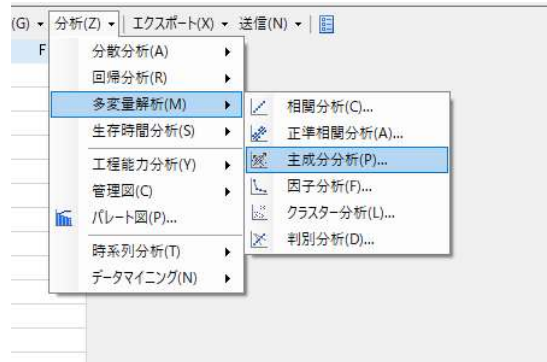 (G) 分析(Z) エクスポート(X) 送信(N)
F
分散分析(A)
回帰分析(R)
多変量解析(M)
生存時間分析(S)
工程能力分析(Y)
管理図(C)
パレート図(P)...
時系列分析(T)
データマイニング(N)
相関分析(C)...
正準相関分析(A)...
主成分分析(P)...
因子分析(F)...
クラスター分析(L)...
判別分析(D)...